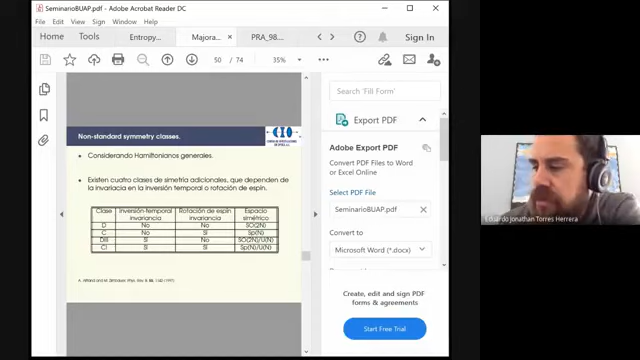 SeminarioBUAP.pdf - Adobe Acrobat Reader DC
File Edit View Sign Window Help
Home Tools Entropy... Majora... × PRA_98... Sign In
50 / 74 35%
Non-standard symmetry classes.
Considerando Hamiltonianos generales.
Existen cuatro clases de simetría adicionales, que dependen de
la invariacia en la inversión temporal o rotación de espín.
Clase Inversión-temporal Rotación de espín Espacio
invariancia invariancia simétrico
D No No SO(2N)
C No Sí Sp(N)
DIII Sí No SO(2N)/U(N)
CI Sí Sí Sp(N)/U(N)
Search 'Fill Form'
Export PDF
Adobe Export PDF
Convert PDF Files to Word
or Excel Online
Select PDF File
SeminarioBUAP.pdf
Convert to
Microsoft Word (*.docx)
Create, edit and sign PDF
forms & agreements
Start Free Trial
Eduardo Jonathan Torres Herrera